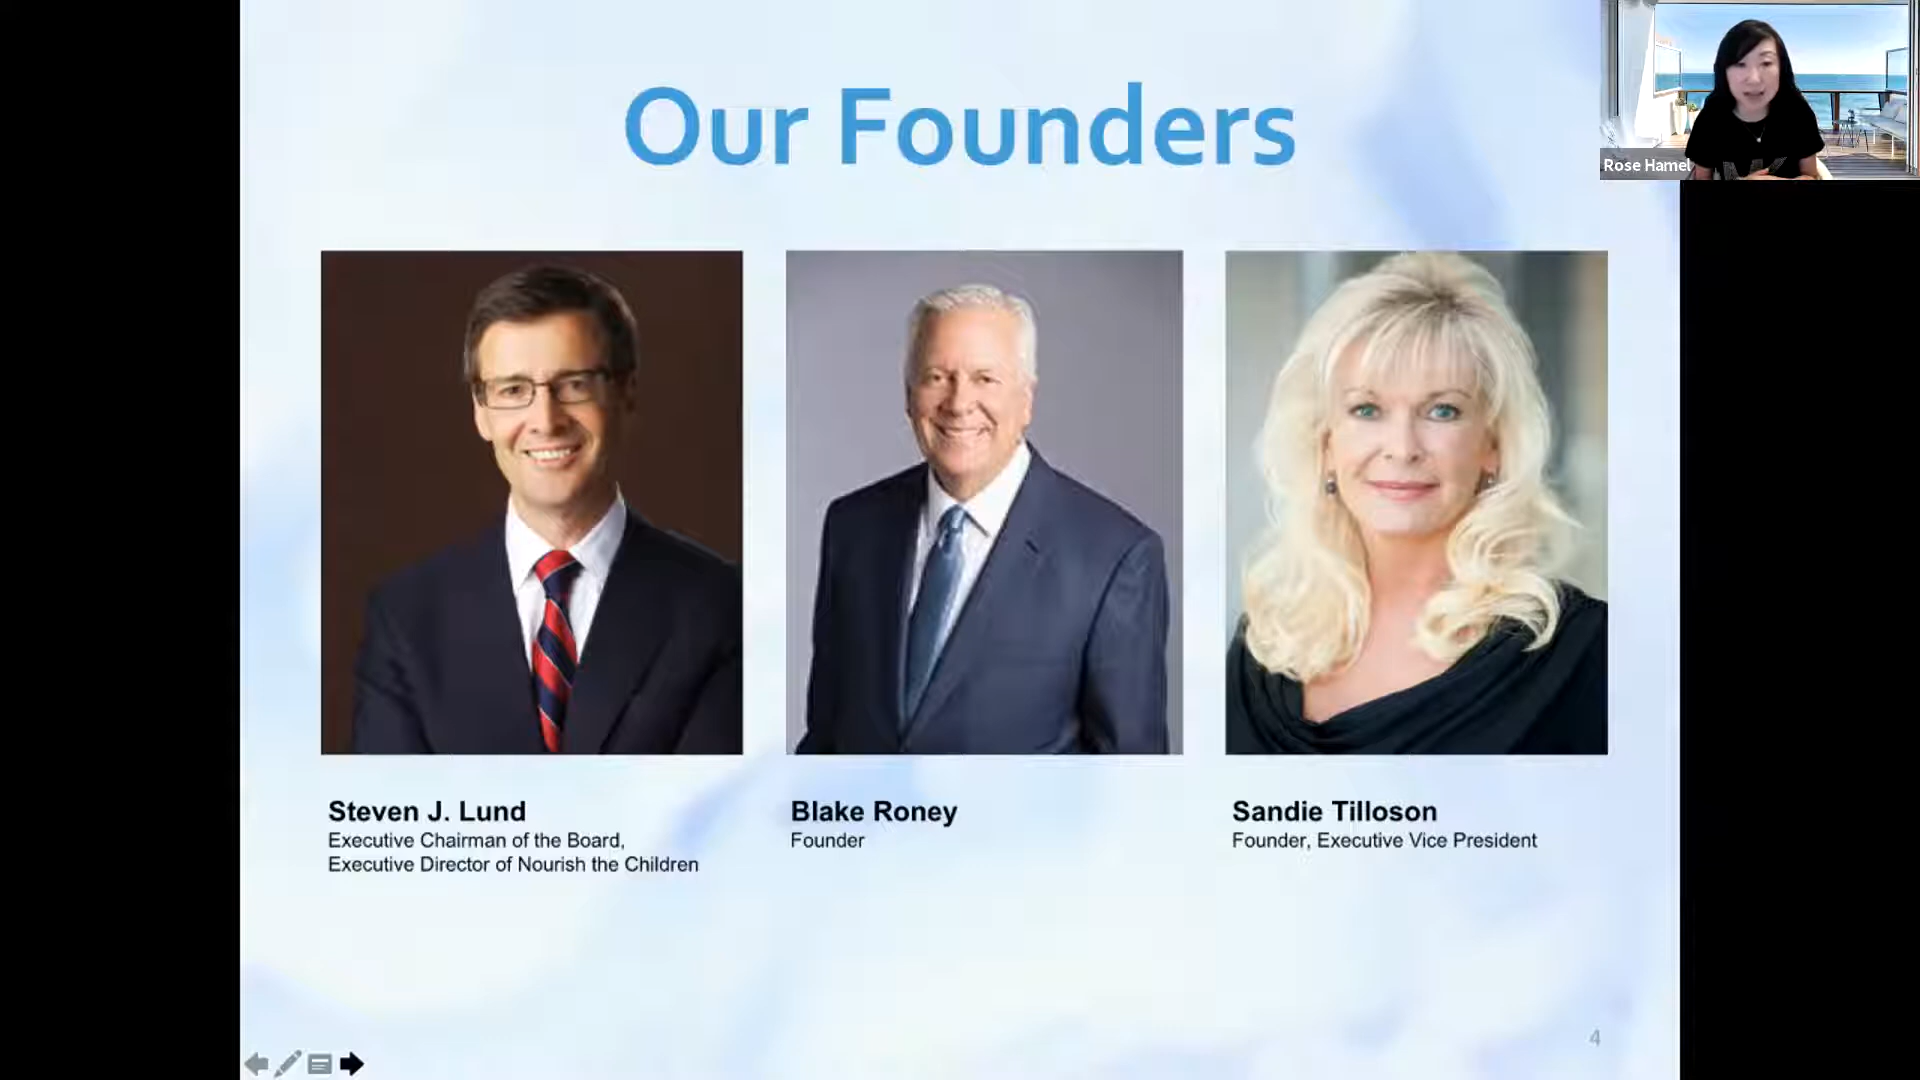 Our Founders
Rose Hamel
Steven J. Lund
Executive Chairman of the Board,
Executive Director of Nourish the Children
Blake Roney
Founder
Sandie Tilloson
Founder, Executive Vice President
4